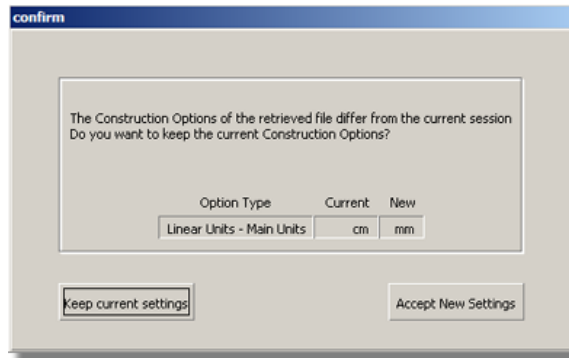 confirm
The Construction Options of the retrieved file differ from the current session
Do you want to keep the current Construction Options?
Option Type Current New
Linear Units - Main Units cm mm
Keep current settings Accept New Settings